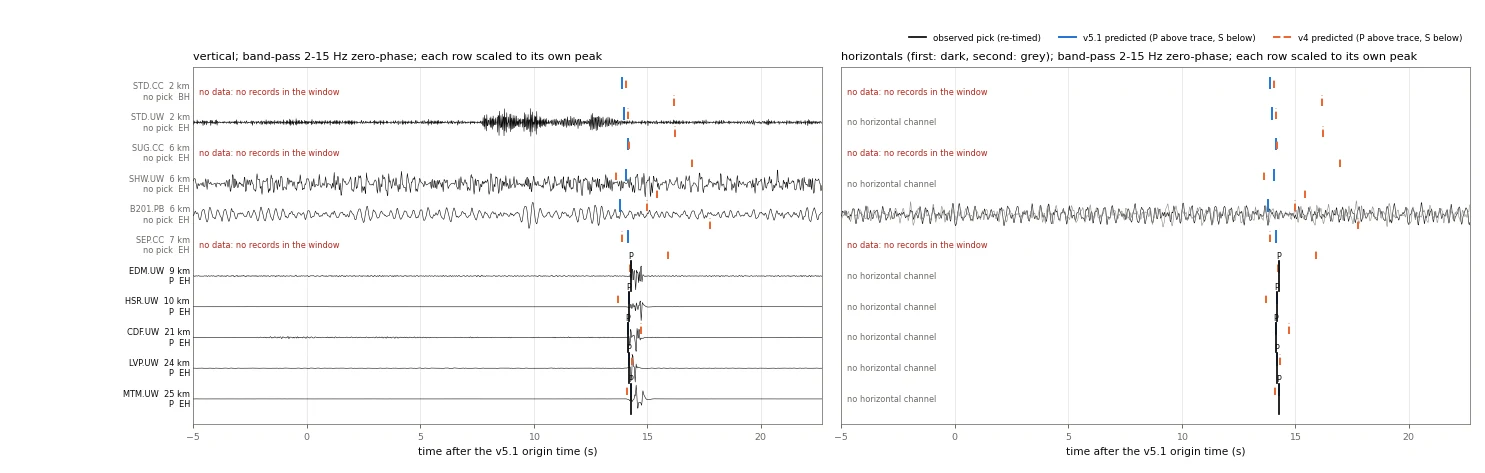 observed pick (re-timed)
v5.1 predicted (P above trace, S below)
v4 predicted (P above trace, S below)
vertical; band-pass 2-15 Hz zero-phase; each row scaled to its own peak
horizontals (first: dark, second: grey); band-pass 2-15 Hz zero-phase; each row scaled to its own peak
STD.CC 2 km
no pick BH
no data: no records in the window
no data: no records in the window
STD.UW 2 km
no pick EH
no horizontal channel
SUG.CC 6 km
no pick EH
no data: no records in the window
no data: no records in the window
SHW.UW 6 km
no pick EH
no horizontal channel
B201.PB 6 km
no pick EH
SEP.CC 7 km
no pick EH
no data: no records in the window
no data: no records in the window
P
P
EDM.UW 9 km
P EH
no horizontal channel
P
P
HSR.UW 10 km
P EH
no horizontal channel
P
P
CDF.UW 21 km
P EH
no horizontal channel
P
P
LVP.UW 24 km
P EH
no horizontal channel
P
P
MTM.UW 25 km
P EH
no horizontal channel
−5 0 5 10 15 20
−5 0 5 10 15 20
time after the v5.1 origin time (s)
time after the v5.1 origin time (s)